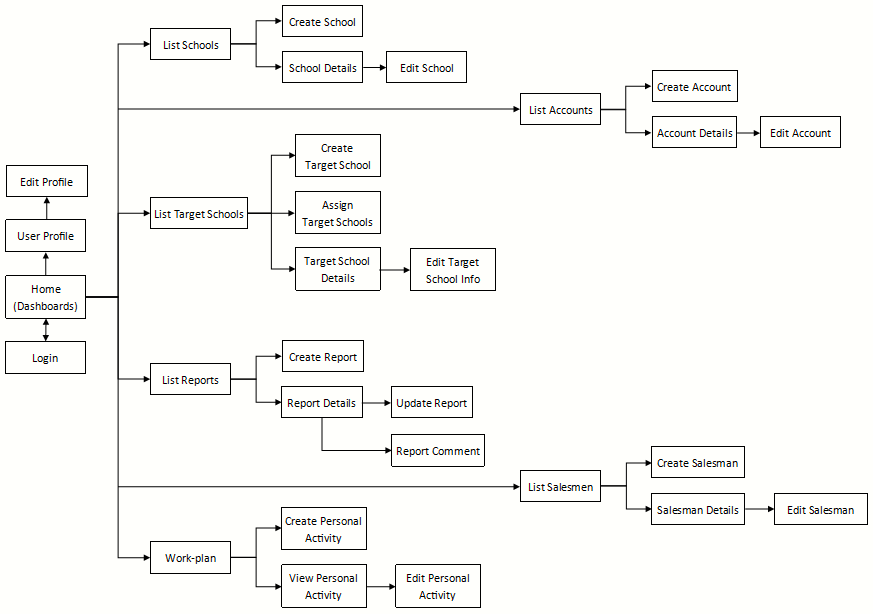 Create School
List Schools
School Details
Edit School
Create Account
List Accounts
Account Details
Edit Account
Create
Target School
Edit Profile
List Target Schools
Assign
Target Schools
User Profile
Target School
Details
Edit Target
School Info
Home
(Dashboards)
Login
Create Report
List Reports
Report Details
Update Report
Report Comment
Create Salesman
List Salesmen
Salesman Details
Edit Salesman
Create Personal
Activity
Work-plan
View Personal
Activity
Edit Personal
Activity